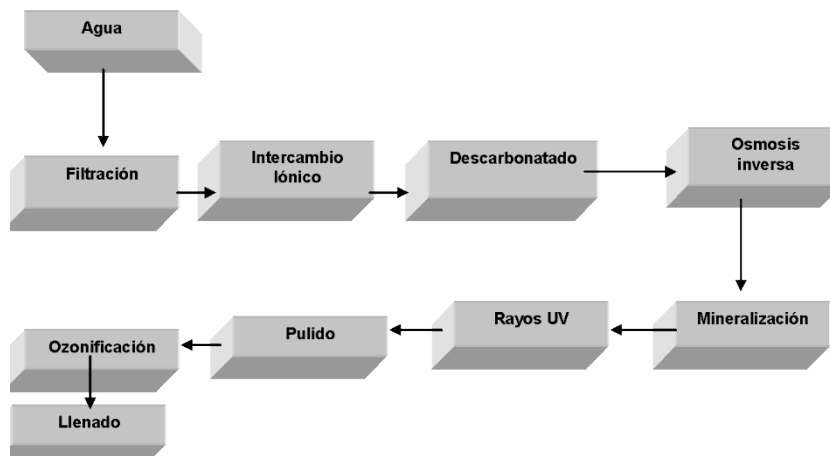 Agua
Filtración
Intercambio
Iónico
Descarbonatado
Osmosis
inversa
Mineralización
Rayos UV
Pulido
Ozonificación
Llenado